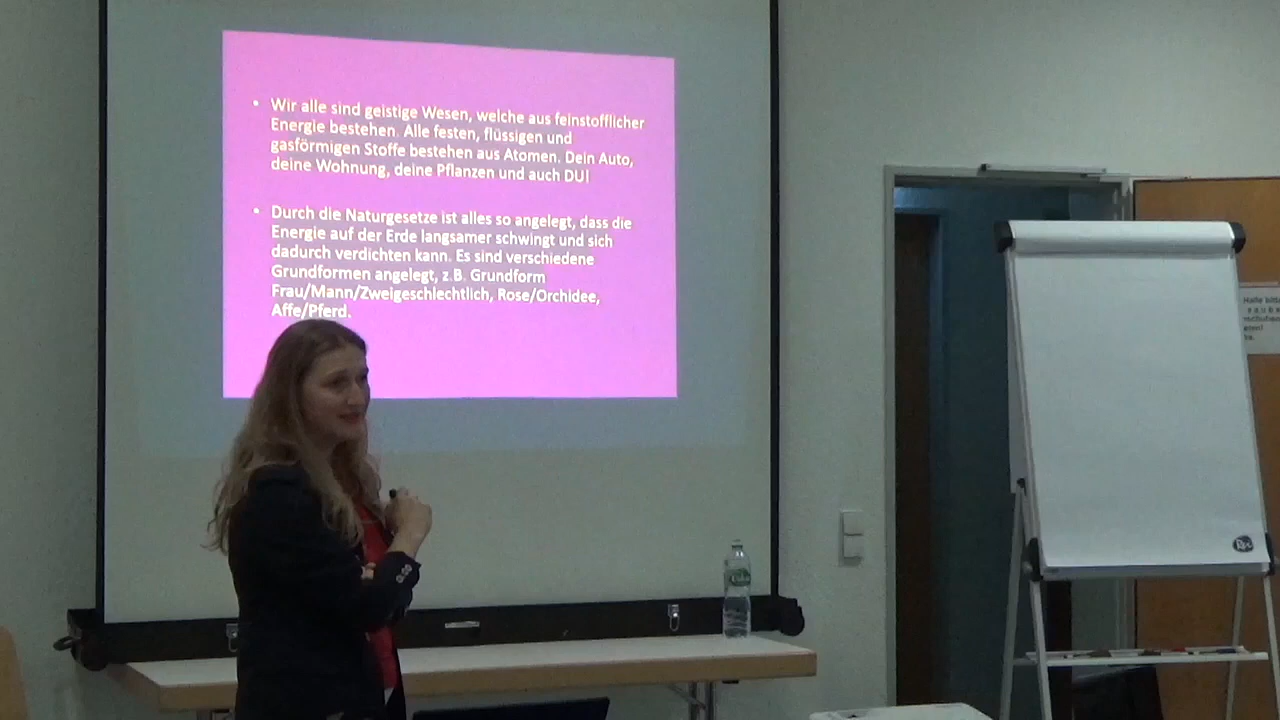 • Wir alle sind geistige Wesen, welche aus feinstofflicher
Energie bestehen. Alle festen, flüssigen und
gasförmigen Stoffe bestehen aus Atomen. Dein Auto,
deine Wohnung, deine Pflanzen und auch DU!
• Durch die Naturgesetze ist alles so angelegt, dass die
Energie auf der Erde langsamer schwingt und sich
dadurch verdichten kann. Es sind verschiedene
Grundformen angelegt, z.B. Grundform
Frau/Mann/Zweigeschlechtlich, Rose/Orchidee,
Affe/Pferd.